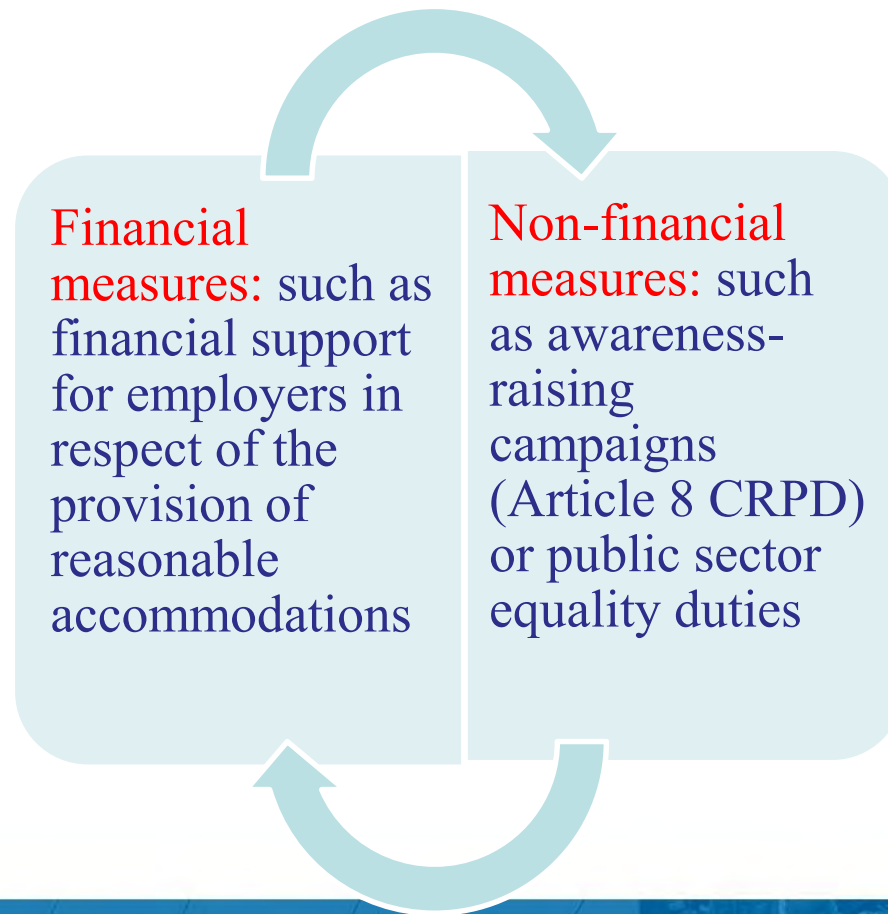 Financial
measures: such as
financial support
for employers in
respect of the
provision of
reasonable
accommodations
Non-financial
measures: such
as awareness-
raising
campaigns
(Article 8 CRPD)
or public sector
equality duties